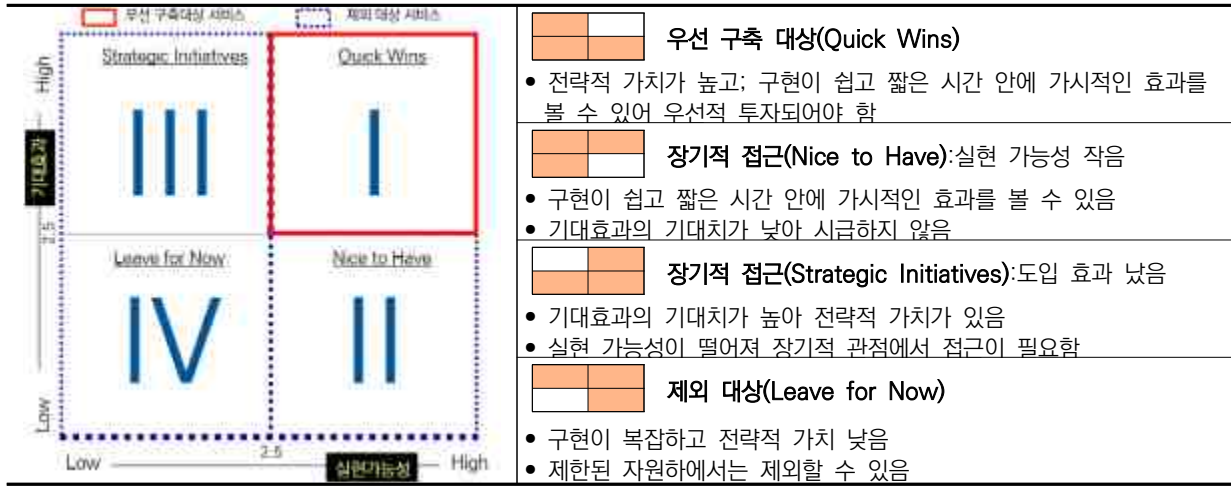 우선 구축대상 서비스
제외 대상 서비스
Strategic Initiatives
Quick Wins
III
I
High
기대효과
2.5
Leave for Now
Nice to Have
IV
II
Low
Low
2.5
실현가능성
High
우선 구축 대상(Quick Wins)
• 전략적 가치가 높고; 구현이 쉽고 짧은 시간 안에 가시적인 효과를
볼 수 있어 우선적 투자되어야 함
장기적 접근(Nice to Have):실현 가능성 작음
• 구현이 쉽고 짧은 시간 안에 가시적인 효과를 볼 수 있음
• 기대효과의 기대치가 낮아 시급하지 않음
장기적 접근(Strategic Initiatives):도입 효과 났음
• 기대효과의 기대치가 높아 전략적 가치가 있음
• 실현 가능성이 떨어져 장기적 관점에서 접근이 필요함
제외 대상(Leave for Now)
• 구현이 복잡하고 전략적 가치 낮음
• 제한된 자원하에서는 제외할 수 있음